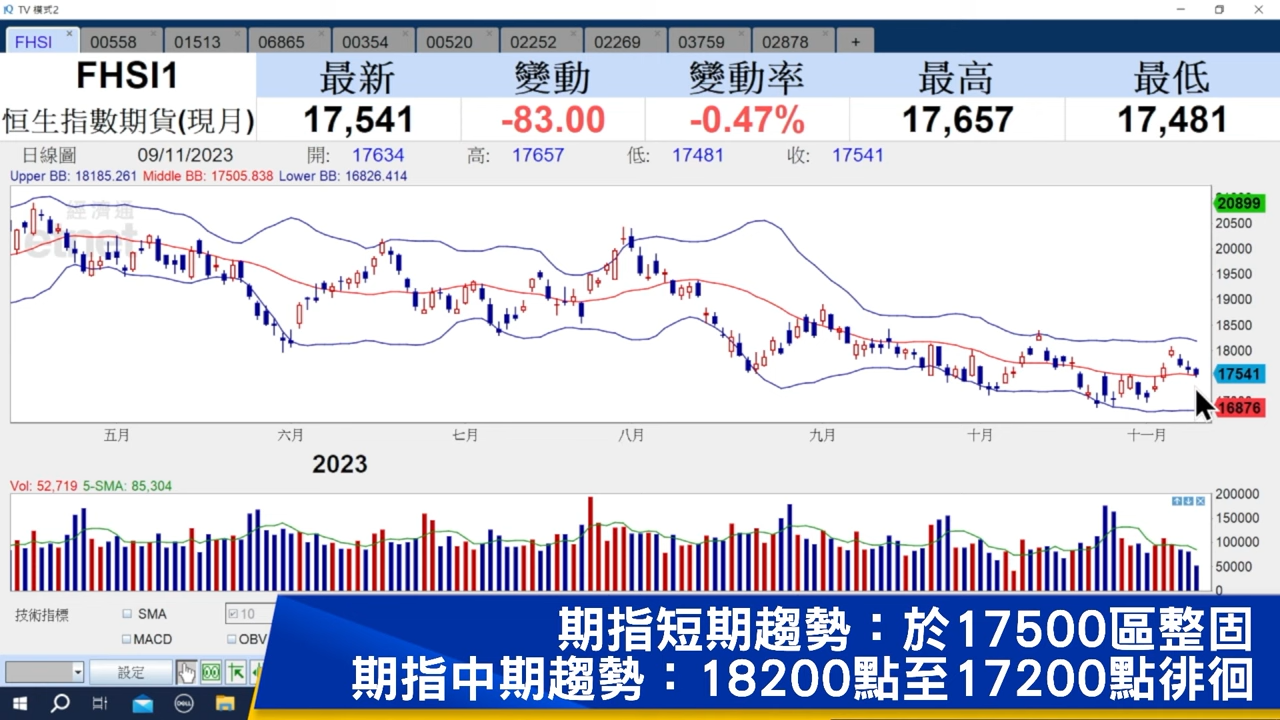 TV 模式2
FHSI
00558
01513
06865
00354
00520
02252
02269
03759
02878
+
FHSI1 最新 變動 變動率 最高 最低
恒生指數期貨(現月) 17,541 -83.00 -0.47% 17,657 17,481
日線圖 09/11/2023 開: 17634 高: 17657 低: 17481 收: 17541
Upper BB: 18185.261 Middle BB: 17505.838 Lower BB: 16826.414
經濟通
etnet
20899
20500
20000
19500
19000
18500
18000
17541
16876
五月 六月 七月 八月 九月 十月 十一月
2023
Vol: 52,719 5-SMA: 85,304
200000
150000
100000
50000
0
技術指標 SMA 10
MACD OBV
設定
期指短期趨勢：於17500區整固
期指中期趨勢：18200點至17200點徘徊
DELL